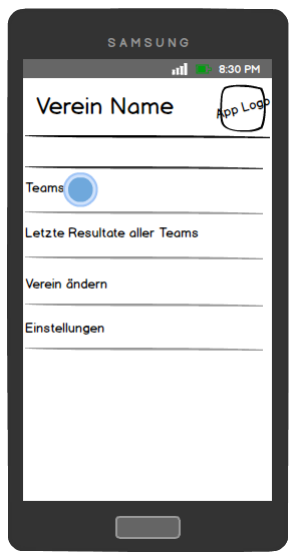 SAMSUNG
8:30 PM
Verein Name
App Logo
Teams
Letzte Resultate aller Teams
Verein ändern
Einstellungen